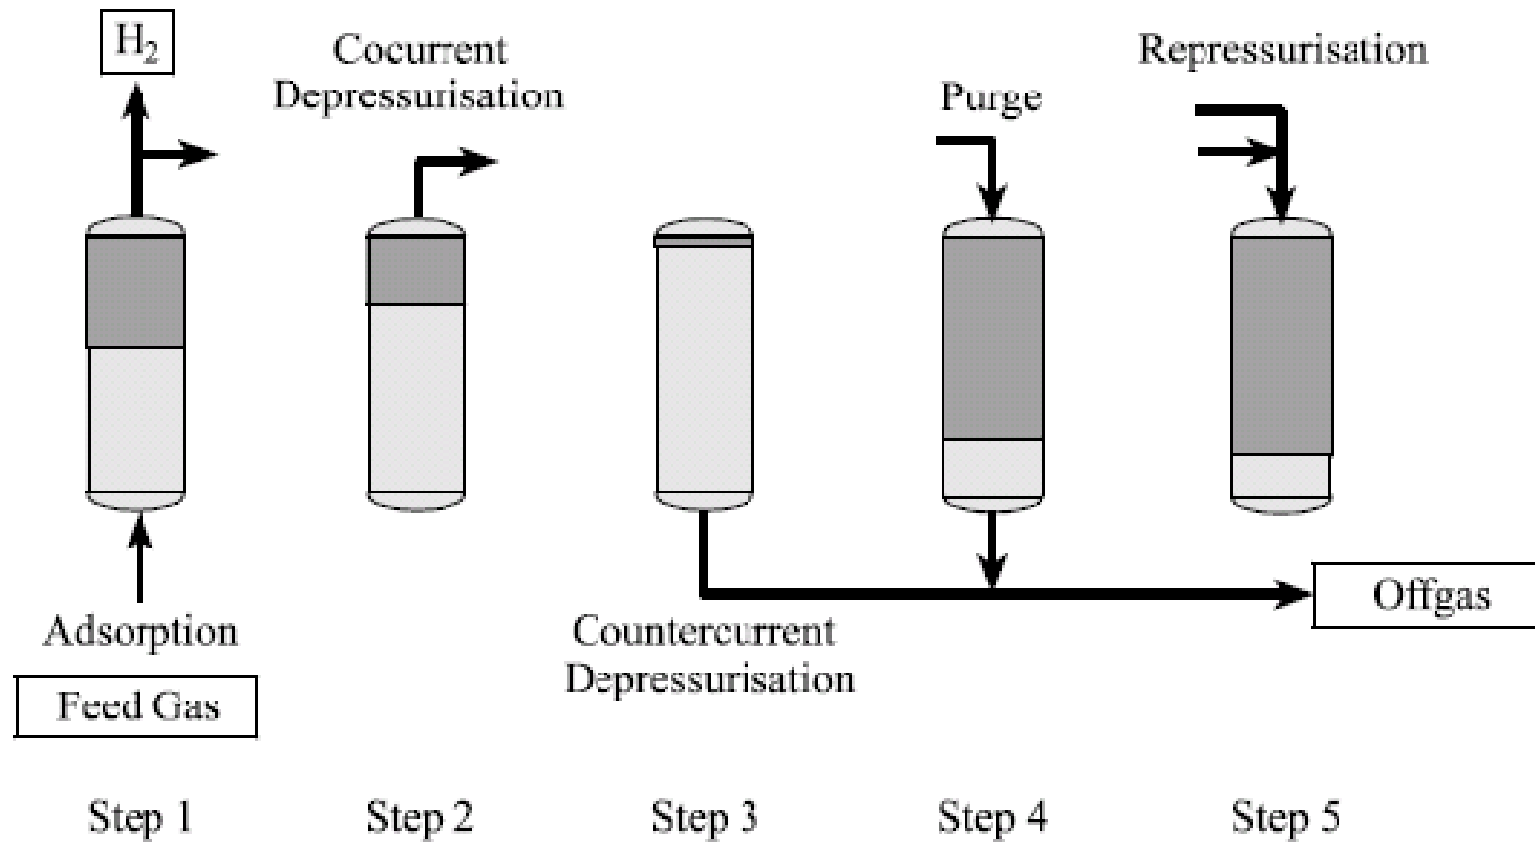 H₂
Cocurrent
Depressurisation
Purge
Repressurisation
Adsorption
Feed Gas
Countercurrent
Depressurisation
Offgas
Step 1
Step 2
Step 3
Step 4
Step 5